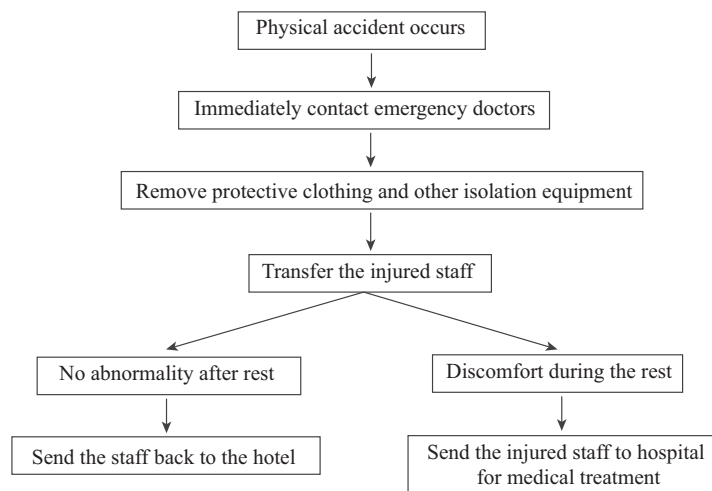 Physical accident occurs
Immediately contact emergency doctors
Remove protective clothing and other isolation equipment
Transfer the injured staff
No abnormality after rest
Discomfort during the rest
Send the staff back to the hotel
Send the injured staff to hospital
for medical treatment